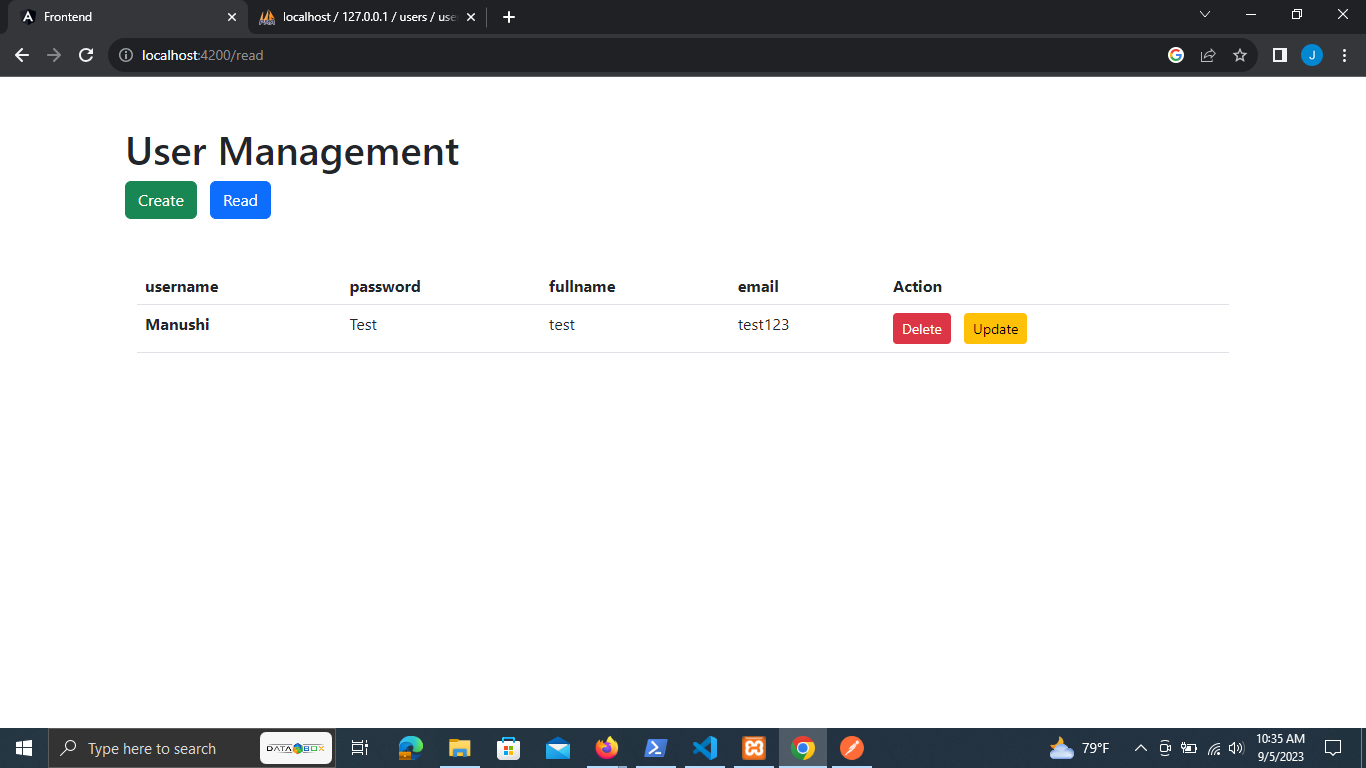 Frontend
localhost / 127.0.0.1 / users / use
localhost:4200/read
J
User Management
Create Read
username password fullname email Action
Manushi Test test test123 Delete Update
Type here to search
DATABOX
79°F
10:35 AM
9/5/2023